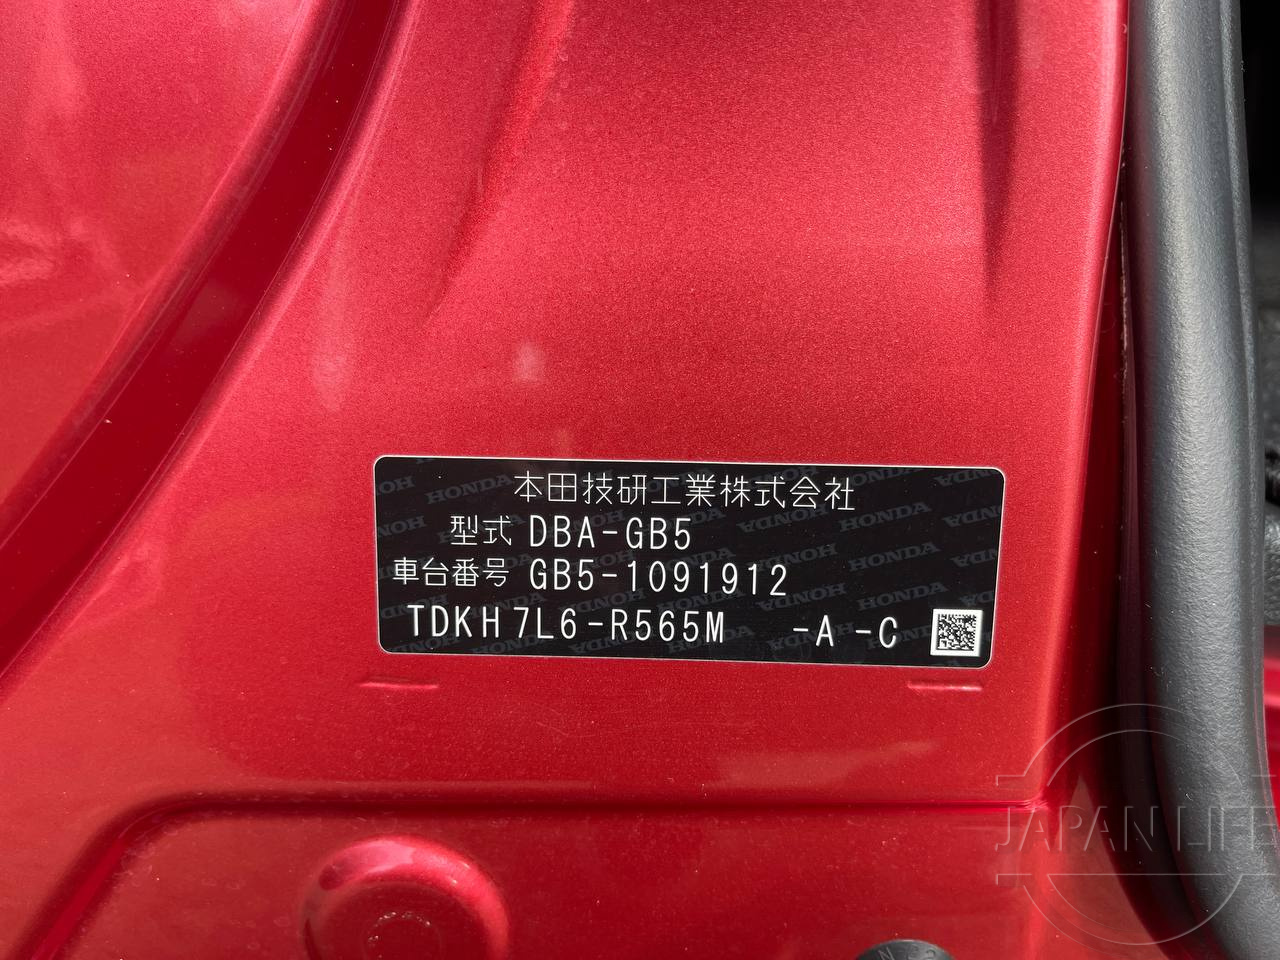 本田技研工業株式会社
型式 DBA-GB5
車台番号 GB5-1091912
TDKH7L6-R565M -A -C
JAPAN LIFE